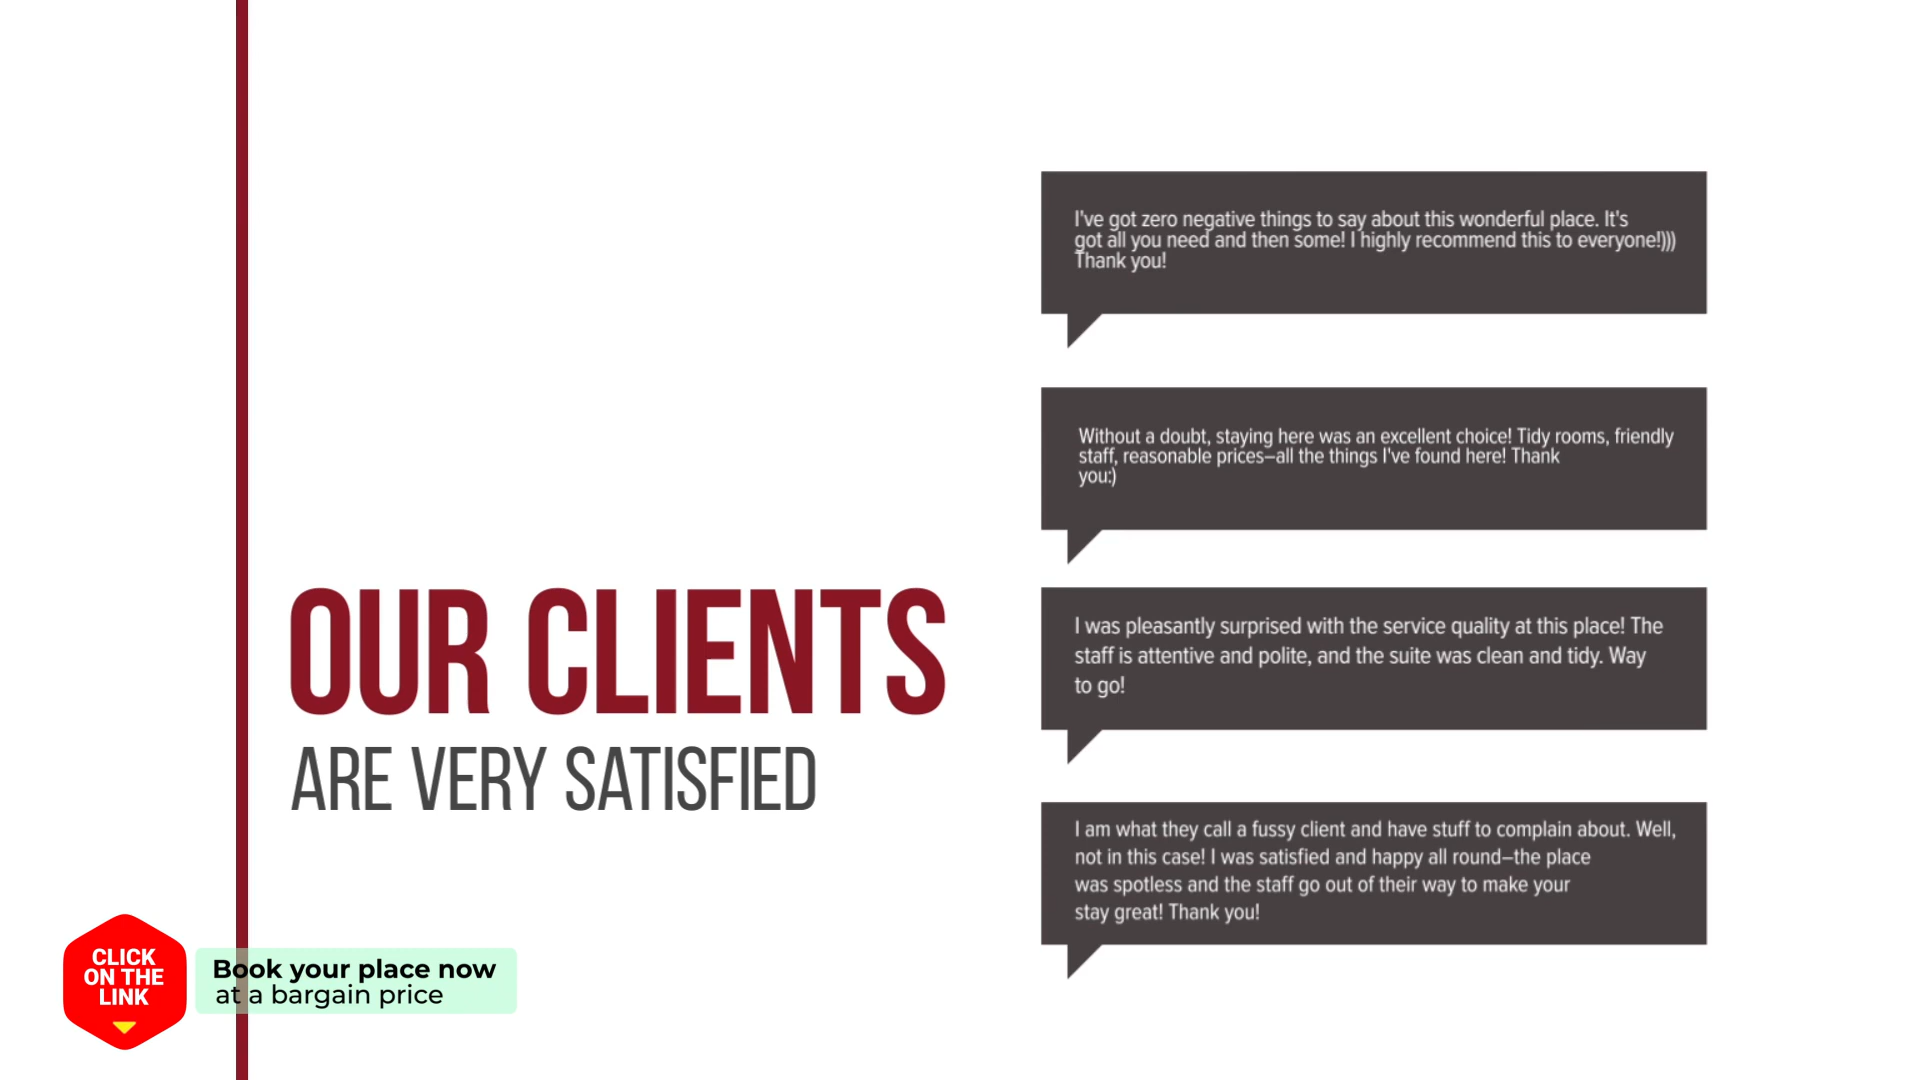 I've got zero negative things to say about this wonderful place. It's
got all you need and then some! I highly recommend this to everyone!)))
Thank you!
Without a doubt, staying here was an excellent choice! Tidy rooms, friendly
staff, reasonable prices–all the things I've found here! Thank
you:)
I was pleasantly surprised with the service quality at this place! The
staff is attentive and polite, and the suite was clean and tidy. Way
to go!
I am what they call a fussy client and have stuff to complain about. Well,
not in this case! I was satisfied and happy all round–the place
was spotless and the staff go out of their way to make your
stay great! Thank you!
OUR CLIENTS
ARE VERY SATISFIED
CLICK
ON THE
LINK
Book your place now
at a bargain price